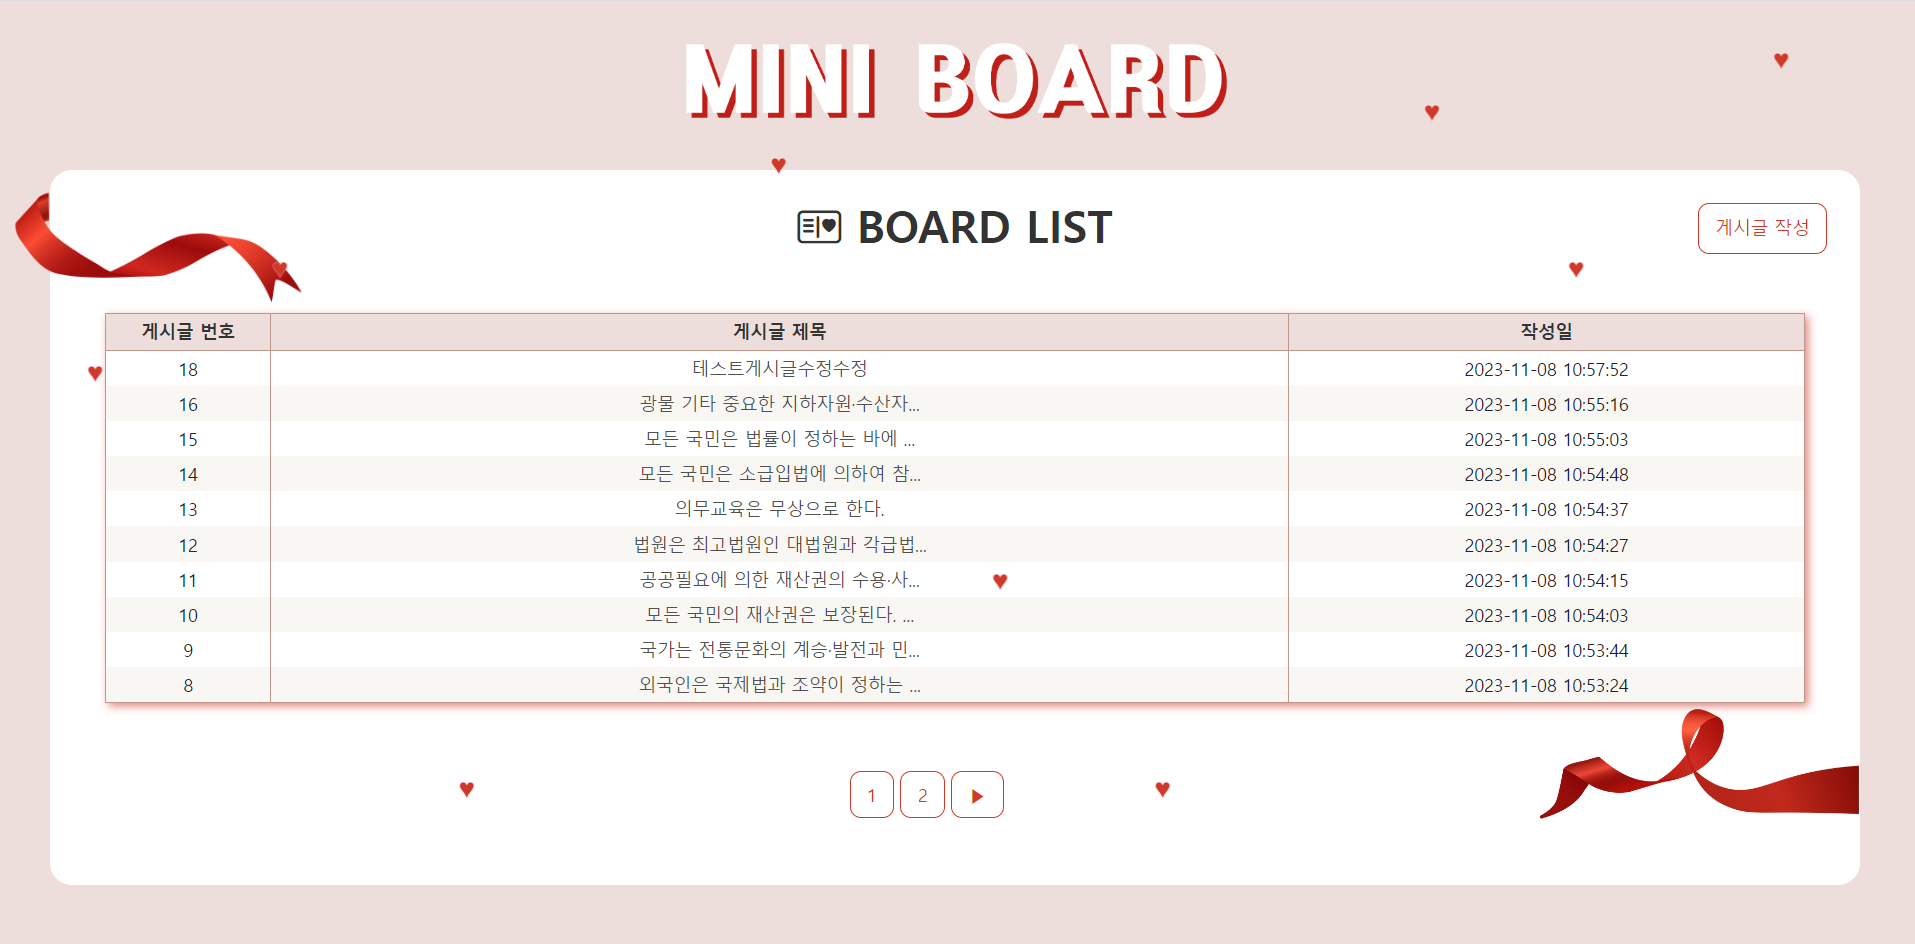 MINI BOARD
BOARD LIST
게시글 작성
게시글 번호 게시글 제목 작성일
18 테스트게시글수정수정 2023-11-08 10:57:52
16 광물 기타 중요한 지하자원·수산자... 2023-11-08 10:55:16
15 모든 국민은 법률이 정하는 바에 ... 2023-11-08 10:55:03
14 모든 국민은 소급입법에 의하여 참... 2023-11-08 10:54:48
13 의무교육은 무상으로 한다. 2023-11-08 10:54:37
12 법원은 최고법원인 대법원과 각급법... 2023-11-08 10:54:27
11 공공필요에 의한 재산권의 수용·사... 2023-11-08 10:54:15
10 모든 국민의 재산권은 보장된다. ... 2023-11-08 10:54:03
9 국가는 전통문화의 계승·발전과 민... 2023-11-08 10:53:44
8 외국인은 국제법과 조약이 정하는 ... 2023-11-08 10:53:24
1 2 ▶